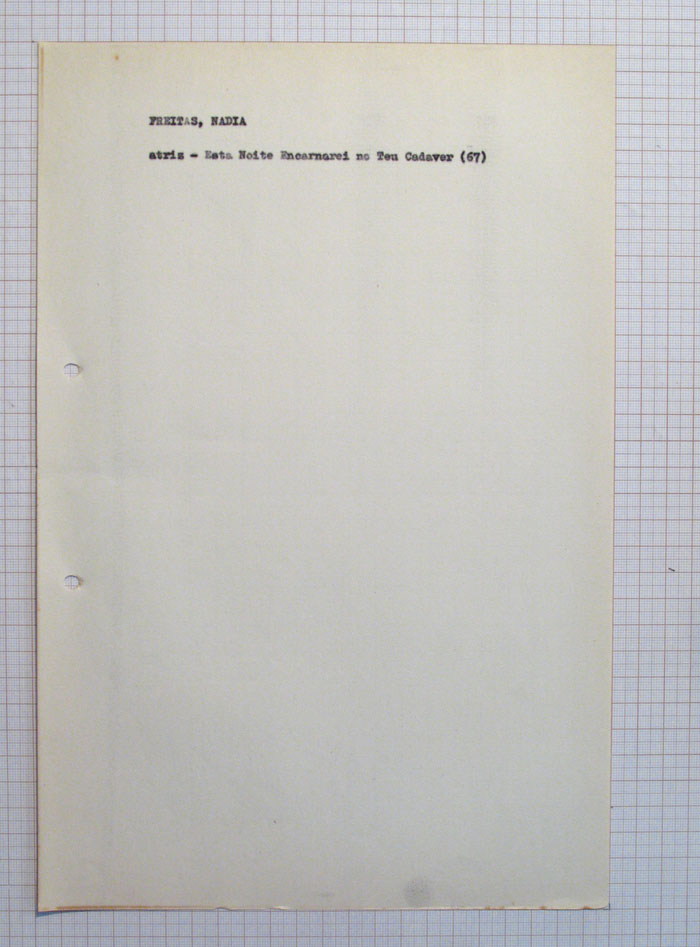 FREITAS, NADIA
atriz - Esta Noite Encarnarei no Teu Cadaver (67)